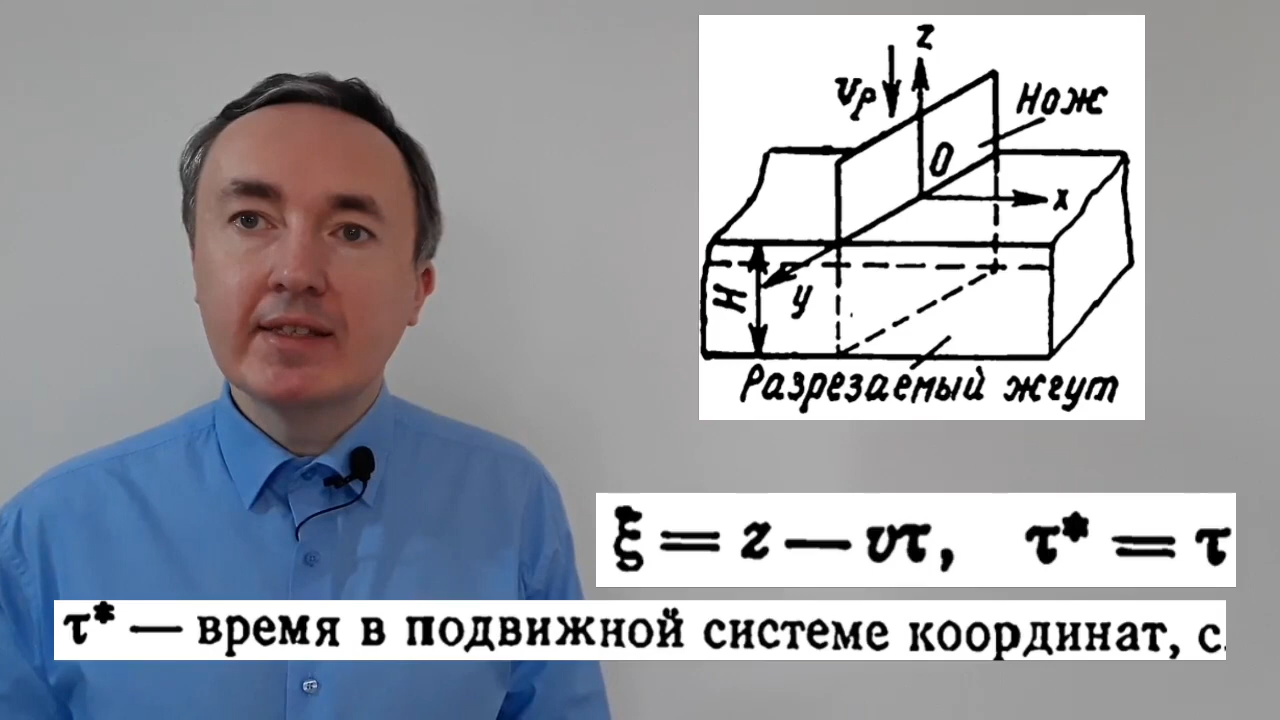 z
v_p
Нож
O
x
H
y
Разрезаемый жгут
ξ = z — vτ, τ* = τ
τ* — время в подвижной системе координат, с.